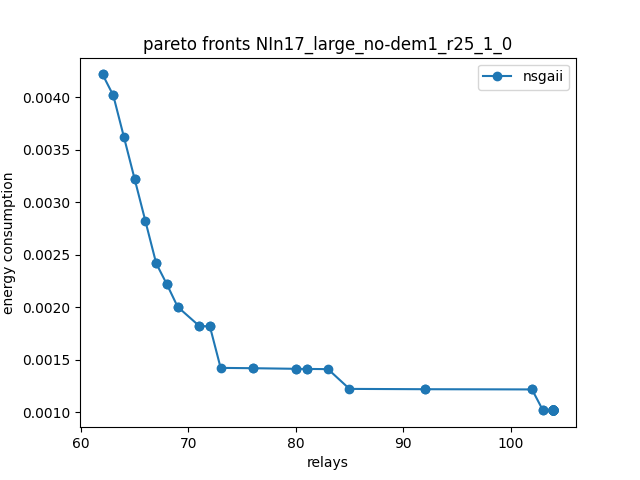 pareto fronts NIn17_large_no-dem1_r25_1_0
nsgaii
energy consumption
0.0040
0.0035
0.0030
0.0025
0.0020
0.0015
0.0010
60 70 80 90 100
relays